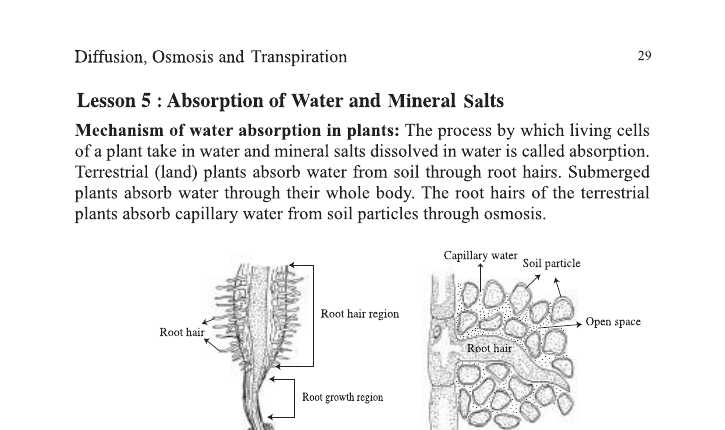 Diffusion, Osmosis and Transpiration 29
Lesson 5 : Absorption of Water and Mineral Salts
Mechanism of water absorption in plants: The process by which living cells
of a plant take in water and mineral salts dissolved in water is called absorption.
Terrestrial (land) plants absorb water from soil through root hairs. Submerged
plants absorb water through their whole body. The root hairs of the terrestrial
plants absorb capillary water from soil particles through osmosis.
Capillary water
Soil particle
Root hair region
Open space
Root hair
Root hair
Root growth region